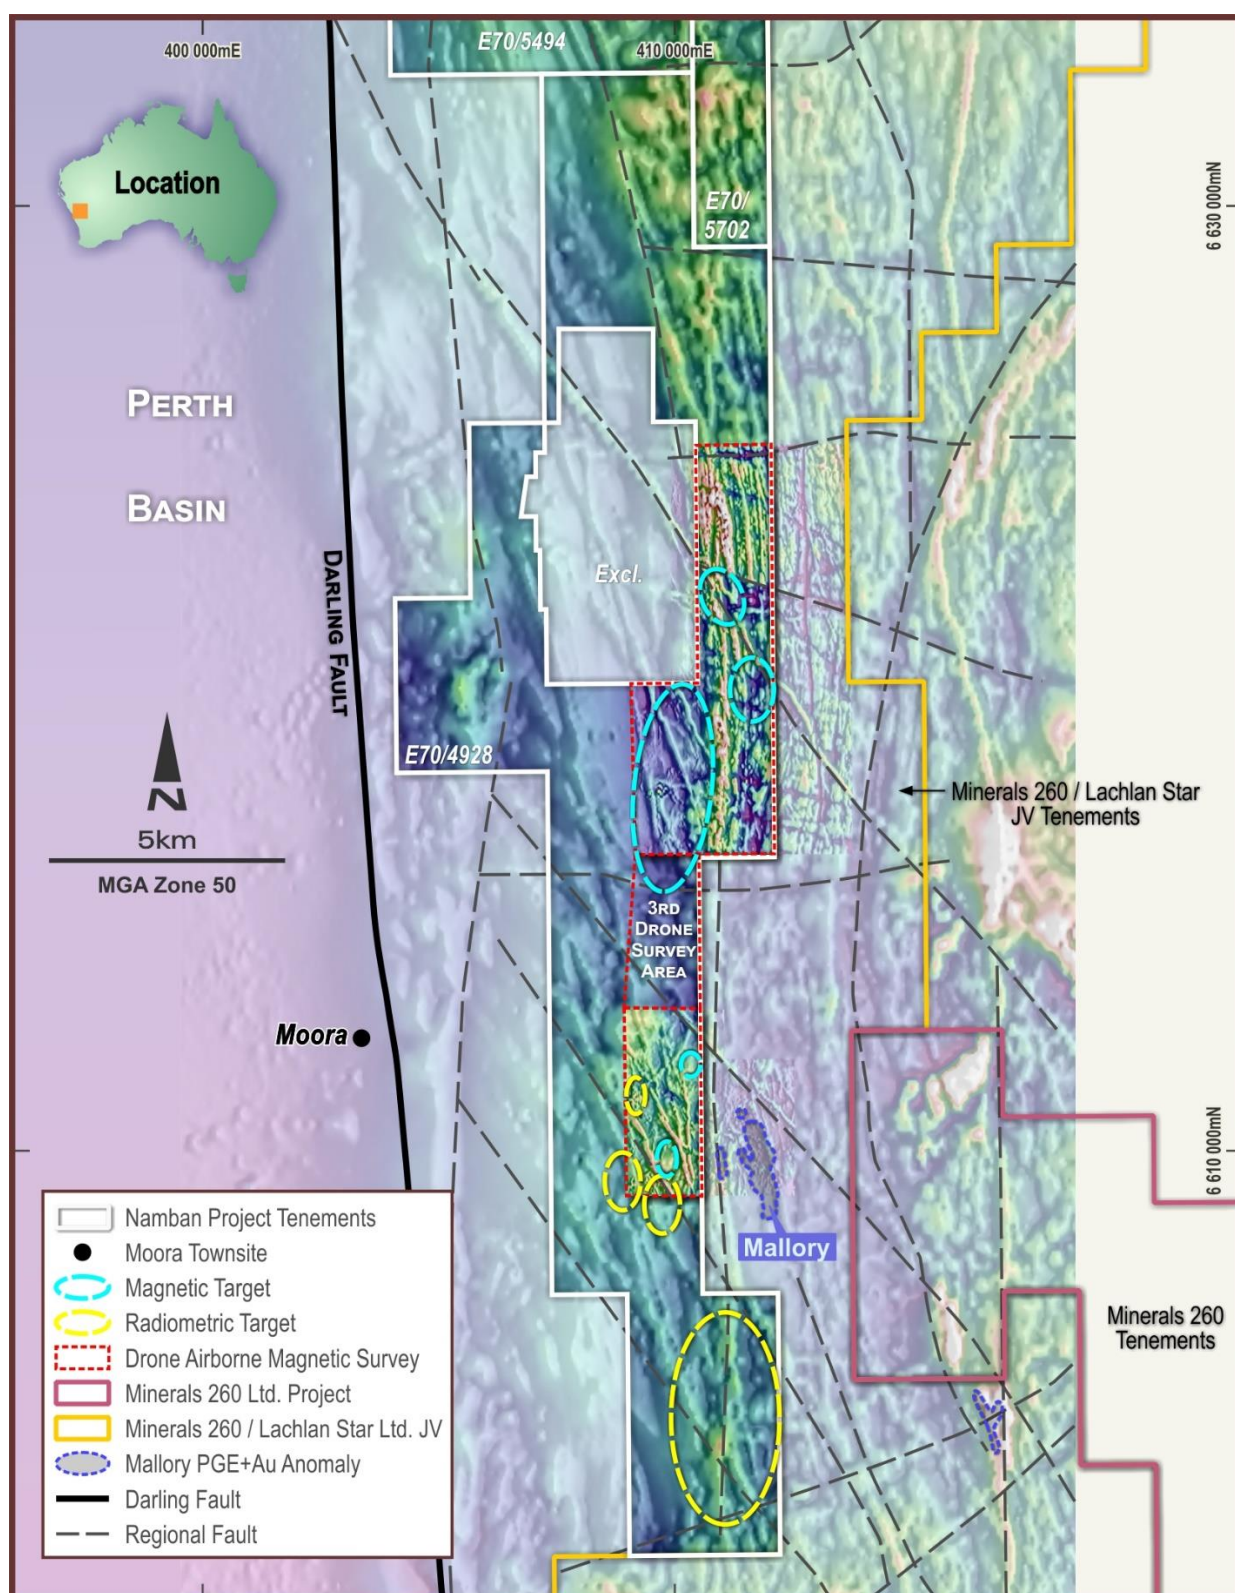 400 000mE
E70/5494
410 000mE
Location
E70/
5702
6 630 000mN
PERTH
BASIN
DARLING FAULT
Excl.
E70/4928
N
5km
MGA Zone 50
Minerals 260 / Lachlan Star
JV Tenements
3RD
DRONE
SURVEY
AREA
Moora
6 610 000mN
Mallory
Minerals 260
Tenements
Namban Project Tenements
Moora Townsite
Magnetic Target
Radiometric Target
Drone Airborne Magnetic Survey
Minerals 260 Ltd. Project
Minerals 260 / Lachlan Star Ltd. JV
Mallory PGE+Au Anomaly
Darling Fault
Regional Fault